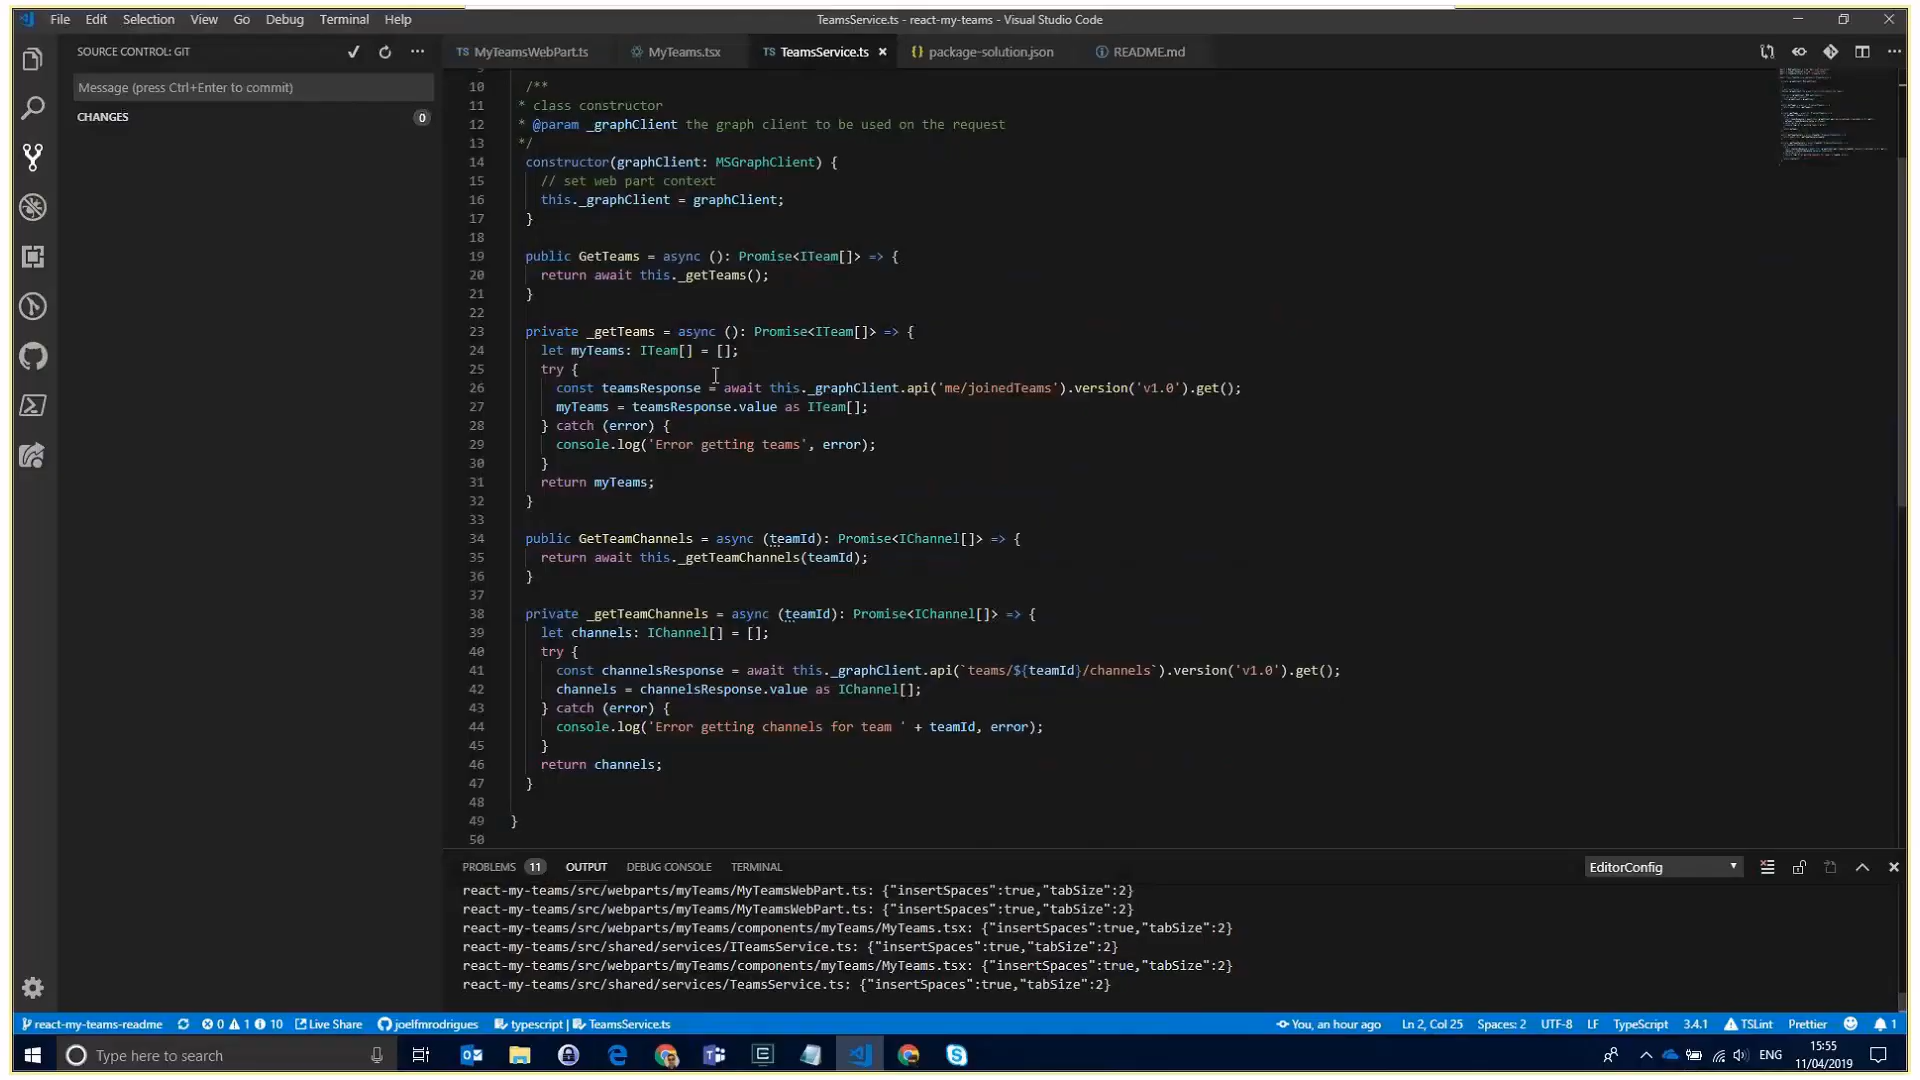 File Edit Selection View Go Debug Terminal Help
TeamsService.ts - react-my-teams - Visual Studio Code
SOURCE CONTROL: GIT
TS MyTeamsWebPart.ts
MyTeams.tsx
TS TeamsService.ts
package-solution.json
README.md
Message (press Ctrl+Enter to commit)
CHANGES 0
10 /**
11 * class constructor
12 * @param _graphClient the graph client to be used on the request
13 */
14 constructor(graphClient: MSGraphClient) {
15 // set web part context
16 this._graphClient = graphClient;
17 }
18
19 public GetTeams = async (): Promise<ITeam[]> => {
20 return await this._getTeams();
21 }
22
23 private _getTeams = async (): Promise<ITeam[]> => {
24 let myTeams: ITeam[] = [];
25 try {
26 const teamsResponse = await this._graphClient.api('me/joinedTeams').version('v1.0').get();
27 myTeams = teamsResponse.value as ITeam[];
28 } catch (error) {
29 console.log('Error getting teams', error);
30 }
31 return myTeams;
32 }
33
34 public GetTeamChannels = async (teamId): Promise<IChannel[]> => {
35 return await this._getTeamChannels(teamId);
36 }
37
38 private _getTeamChannels = async (teamId): Promise<IChannel[]> => {
39 let channels: IChannel[] = [];
40 try {
41 const channelsResponse = await this._graphClient.api(`teams/${teamId}/channels`).version('v1.0').get();
42 channels = channelsResponse.value as IChannel[];
43 } catch (error) {
44 console.log('Error getting channels for team ' + teamId, error);
45 }
46 return channels;
47 }
48
49 }
50
PROBLEMS 11 OUTPUT DEBUG CONSOLE TERMINAL EditorConfig
react-my-teams/src/webparts/myTeams/MyTeamsWebPart.ts: {"insertSpaces":true,"tabSize":2}
react-my-teams/src/webparts/myTeams/MyTeamsWebPart.ts: {"insertSpaces":true,"tabSize":2}
react-my-teams/src/webparts/myTeams/components/myTeams/MyTeams.tsx: {"insertSpaces":true,"tabSize":2}
react-my-teams/src/shared/services/ITeamsService.ts: {"insertSpaces":true,"tabSize":2}
react-my-teams/src/webparts/myTeams/components/myTeams/MyTeams.tsx: {"insertSpaces":true,"tabSize":2}
react-my-teams/src/shared/services/TeamsService.ts: {"insertSpaces":true,"tabSize":2}
react-my-teams-readme 0 1 10 Live Share joelfmrodrigues typescript | TeamsService.ts You, an hour ago Ln 2, Col 25 Spaces: 2 UTF-8 LF TypeScript 3.4.1 TSLint Prettier 1
Type here to search
ENG
15:55
11/04/2019